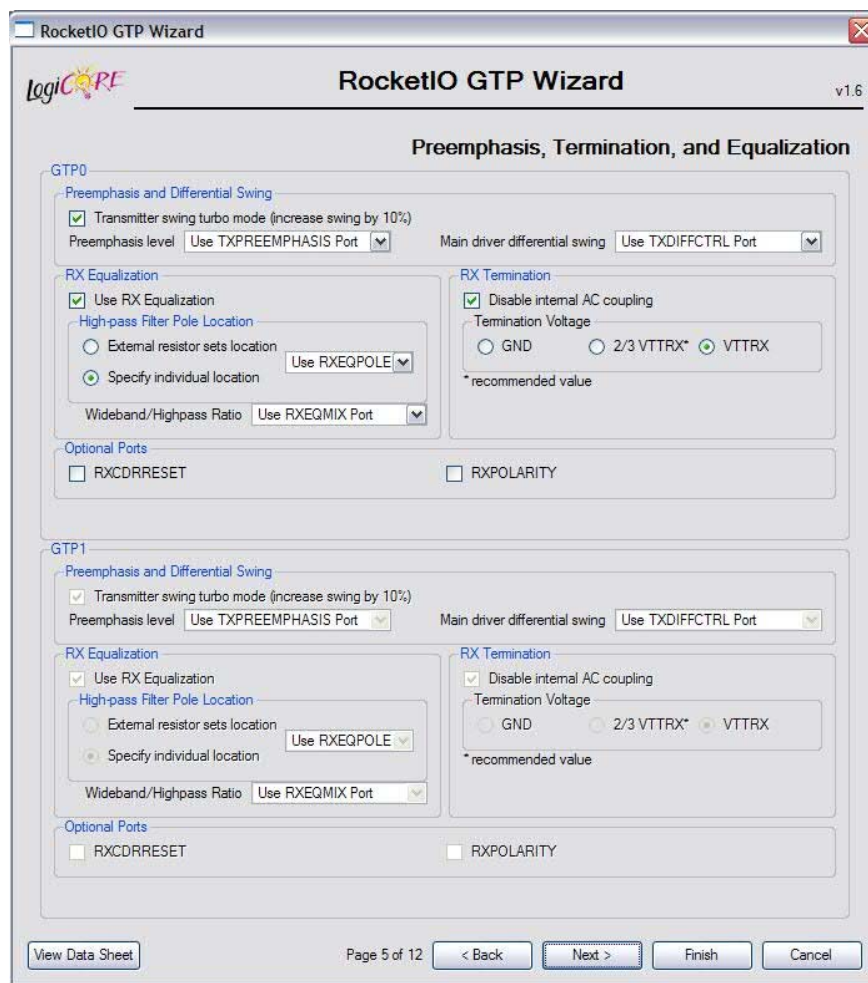 RocketIO GTP Wizard
LogiCORE
RocketIO GTP Wizard
v1.6
Preemphasis, Termination, and Equalization
GTP0
Preemphasis and Differential Swing
Transmitter swing turbo mode (increase swing by 10%)
Preemphasis level Use TXPREEMPHASIS Port Main driver differential swing Use TXDIFFCTRL Port
RX Equalization
Use RX Equalization
High-pass Filter Pole Location
External resistor sets location
Use RXEQPOLE
Specify individual location
Wideband/Highpass Ratio Use RXEQMIX Port
RX Termination
Disable internal AC coupling
Termination Voltage
GND 2/3 VTTRX* VTTRX
* recommended value
Optional Ports
RXCDRRESET RXPOLARITY
GTP1
Preemphasis and Differential Swing
Transmitter swing turbo mode (increase swing by 10%)
Preemphasis level Use TXPREEMPHASIS Port Main driver differential swing Use TXDIFFCTRL Port
RX Equalization
Use RX Equalization
High-pass Filter Pole Location
External resistor sets location
Use RXEQPOLE
Specify individual location
Wideband/Highpass Ratio Use RXEQMIX Port
RX Termination
Disable internal AC coupling
Termination Voltage
GND 2/3 VTTRX* VTTRX
* recommended value
Optional Ports
RXCDRRESET RXPOLARITY
View Data Sheet Page 5 of 12 < Back Next > Finish Cancel